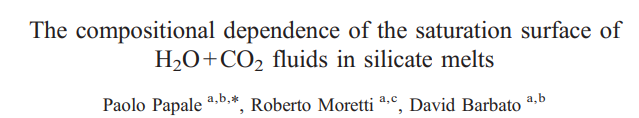 The compositional dependence of the saturation surface of
H₂O+CO₂ fluids in silicate melts
Paolo Papale ᵃ,ᵇ,*, Roberto Moretti ᵃ,ᶜ, David Barbato ᵃ,ᵇ